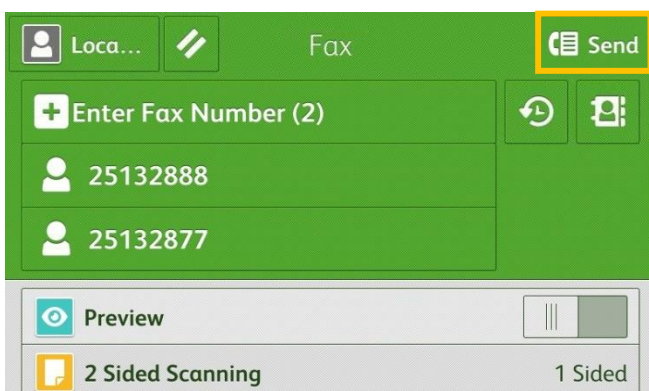 Loca... Fax Send
Enter Fax Number (2)
25132888
25132877
Preview
2 Sided Scanning 1 Sided